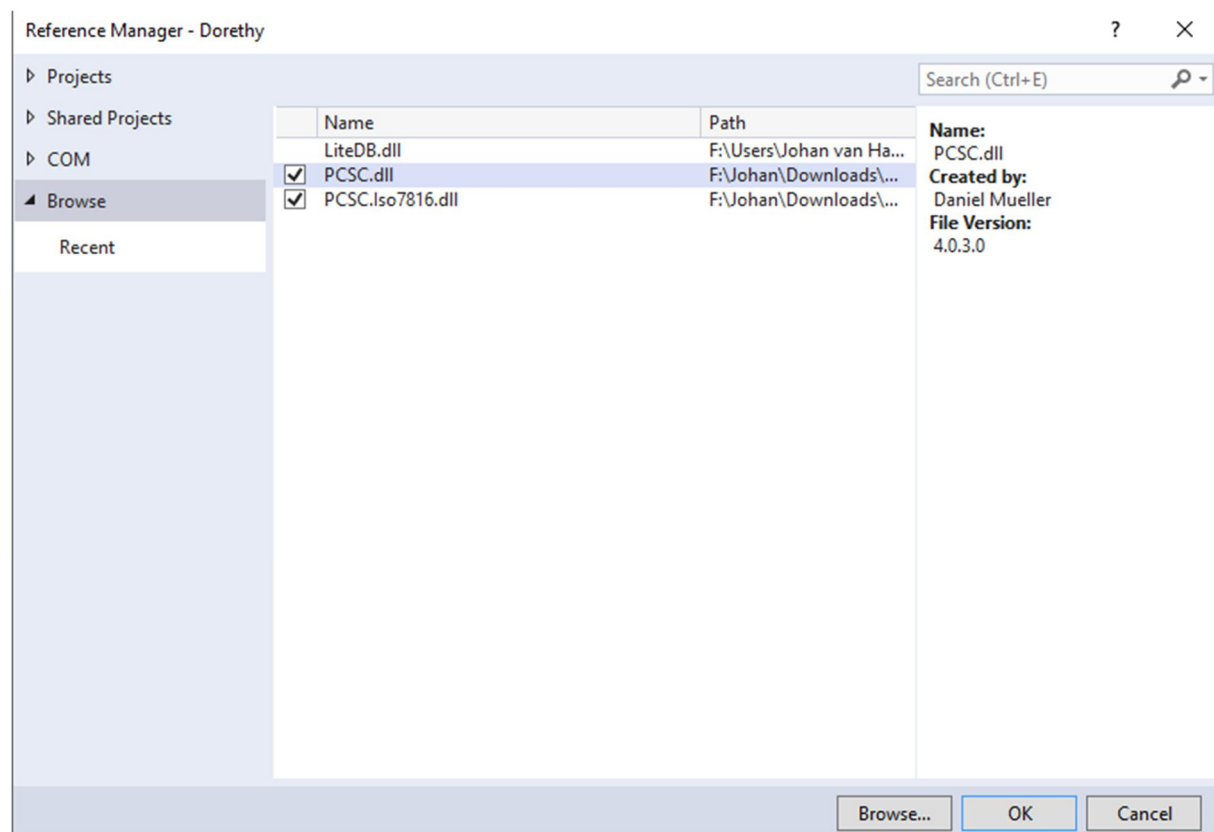 Reference Manager - Dorethy
?
Projects
Shared Projects
COM
Browse
Recent
Search (Ctrl+E)
Name Path
LiteDB.dll F:\Users\Johan van Ha...
PCSC.dll F:\Johan\Downloads\...
PCSC.Iso7816.dll F:\Johan\Downloads\...
Name:
PCSC.dll
Created by:
Daniel Mueller
File Version:
4.0.3.0
Browse... OK Cancel